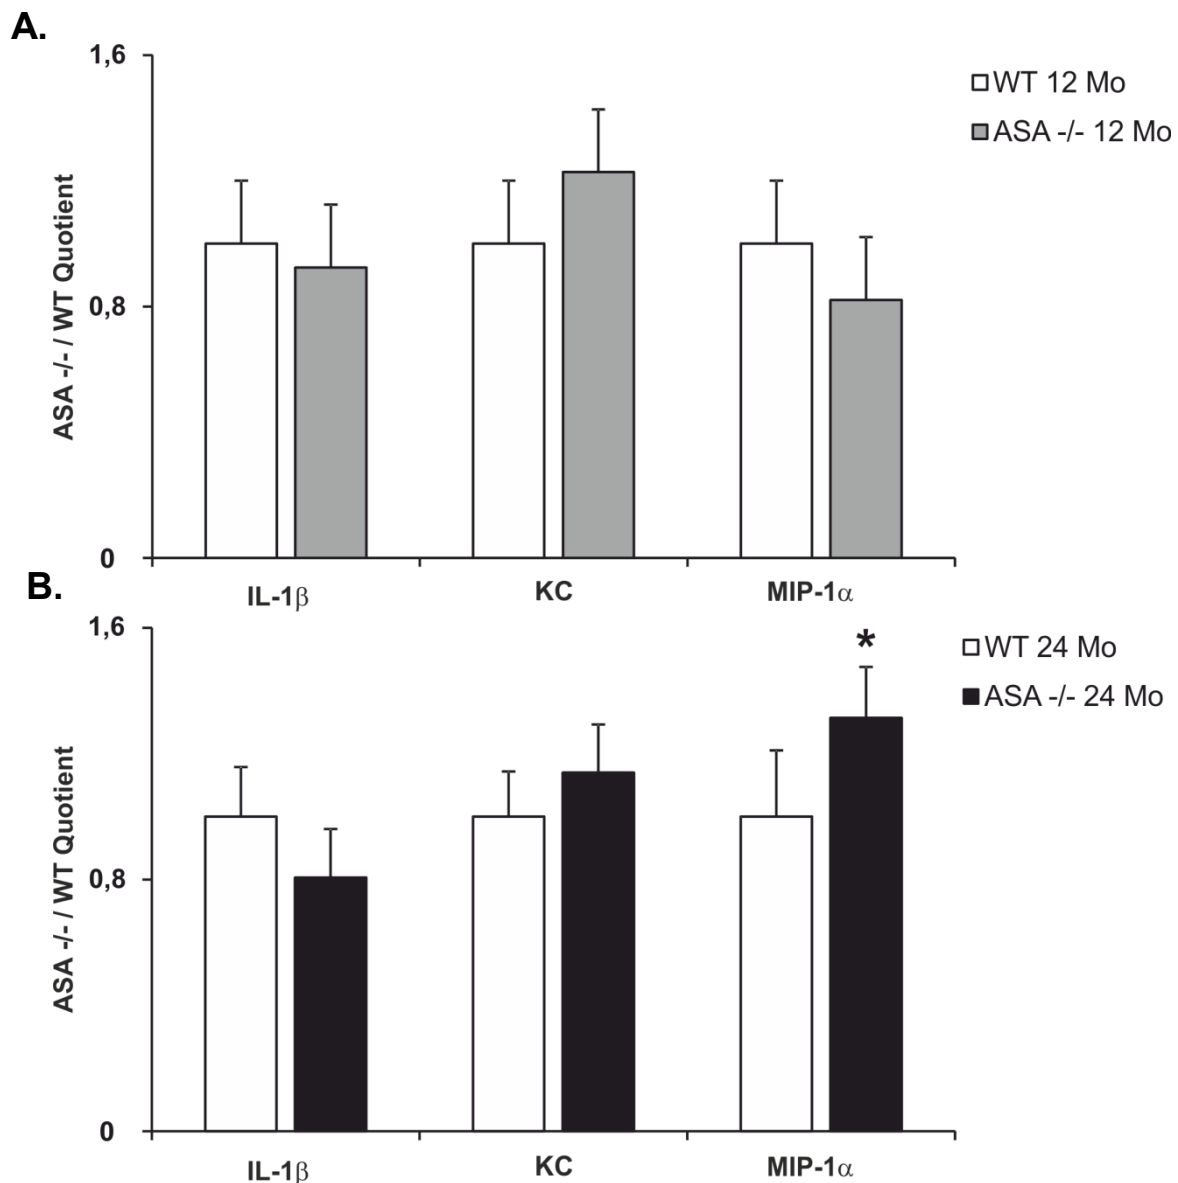 A.
1,6
WT 12 Mo
ASA -/- 12 Mo
ASA -/- / WT Quotient
0,8
0
IL-1β
KC
MIP-1α
B.
1,6
*
WT 24 Mo
ASA -/- 24 Mo
ASA -/- / WT Quotient
0,8
0
IL-1β
KC
MIP-1α